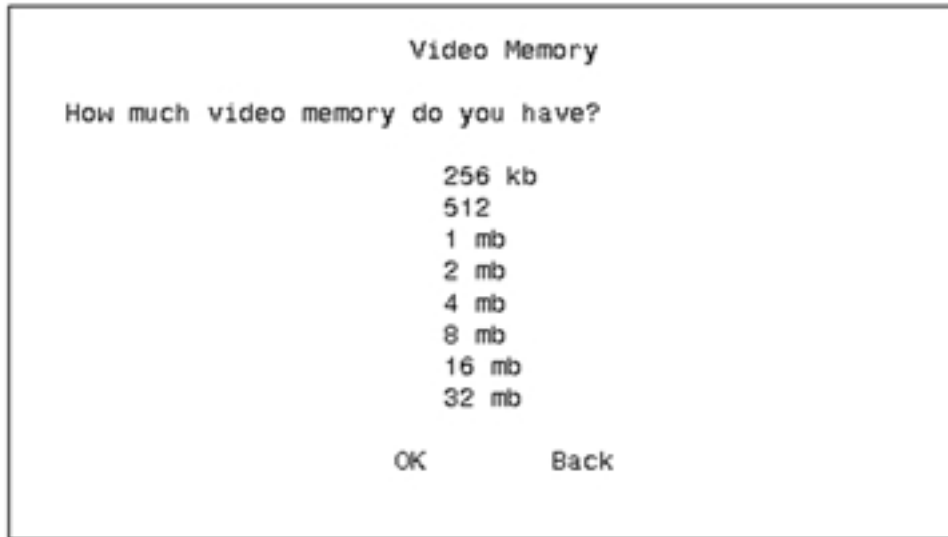 Video Memory
How much video memory do you have?
256 kb
512
1 mb
2 mb
4 mb
8 mb
16 mb
32 mb
OK Back